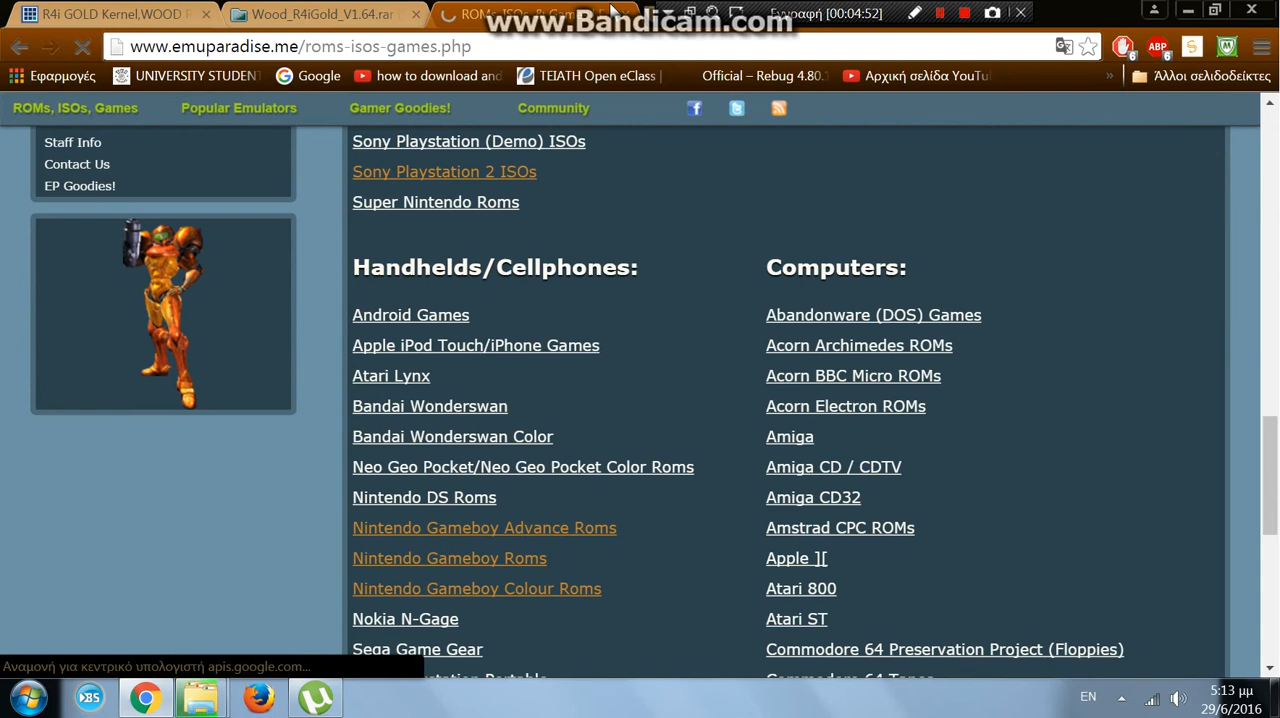 R4i GOLD Kernel,WOOD R
Wood_R4iGold_V1.64.rar
ROMs, ISOs, & Gam
www.Bandicam.com
Εγγραφή [00:04:52]
www.emuparadise.me/roms-isos-games.php
Εφαρμογές
UNIVERSITY STUDEN
Google
how to download and
TEIATH Open eClass
Official – Rebug 4.80.
Αρχική σελίδα YouTu
»
Άλλοι σελιδοδείκτες
ROMs, ISOs, Games
Popular Emulators
Gamer Goodies!
Community
Staff Info
Contact Us
EP Goodies!
Sony Playstation (Demo) ISOs
Sony Playstation 2 ISOs
Super Nintendo Roms
Handhelds/Cellphones:
Android Games
Apple iPod Touch/iPhone Games
Atari Lynx
Bandai Wonderswan
Bandai Wonderswan Color
Neo Geo Pocket/Neo Geo Pocket Color Roms
Nintendo DS Roms
Nintendo Gameboy Advance Roms
Nintendo Gameboy Roms
Nintendo Gameboy Colour Roms
Nokia N-Gage
Sega Game Gear
Computers:
Abandonware (DOS) Games
Acorn Archimedes ROMs
Acorn BBC Micro ROMs
Acorn Electron ROMs
Amiga
Amiga CD / CDTV
Amiga CD32
Amstrad CPC ROMs
Apple ][
Atari 800
Atari ST
Commodore 64 Preservation Project (Floppies)
Commodore 64 Tapes
Αναμονή για κεντρικό υπολογιστή apis.google.com...
EN
5:13 μμ
29/6/2016